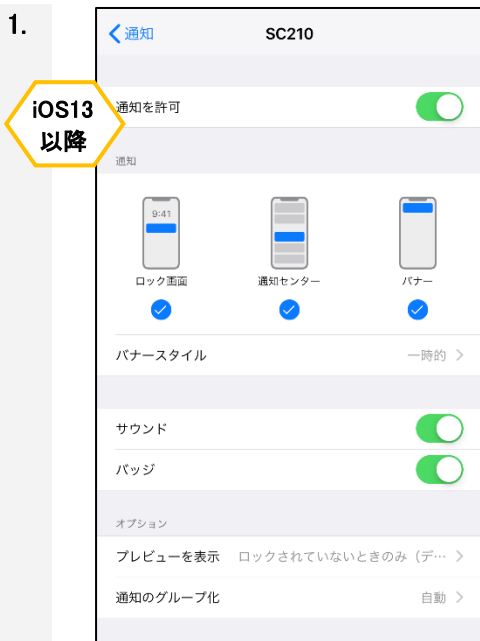 1.
iOS13
以降
通知
SC210
通知を許可
通知
9:41
ロック画面
通知センター
バナー
バナースタイル
一時的
サウンド
バッジ
オプション
プレビューを表示
ロックされていないときのみ（デ…
通知のグループ化
自動